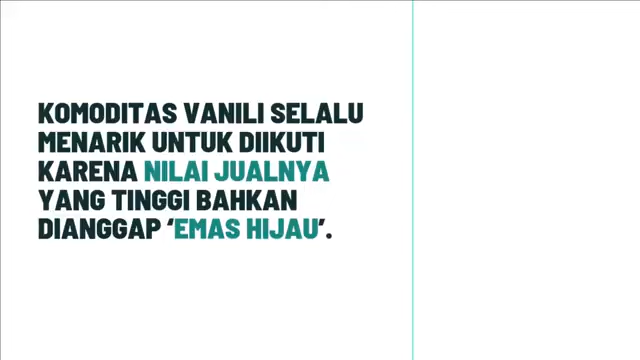 KOMODITAS VANILI SELALU
MENARIK UNTUK DIIKUTI
KARENA NILAI JUALNYA
YANG TINGGI BAHKAN
DIANGGAP ‘EMAS HIJAU’.